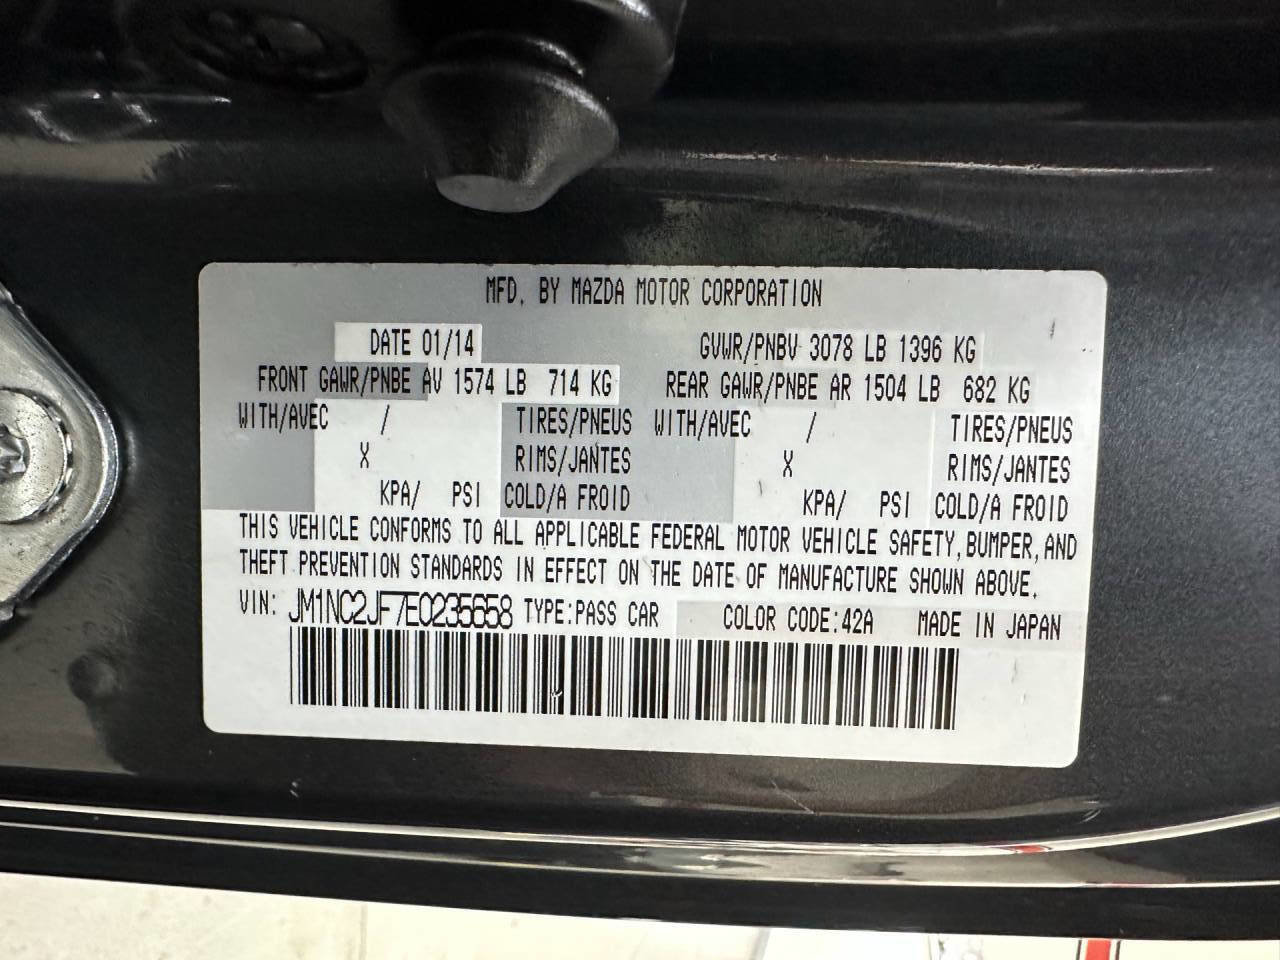 MFD. BY MAZDA MOTOR CORPORATION
DATE 01/14 GVWR/PNBV 3078 LB 1396 KG
FRONT GAWR/PNBE AV 1574 LB 714 KG REAR GAWR/PNBE AR 1504 LB 682 KG
WITH/AVEC / TIRES/PNEUS WITH/AVEC / TIRES/PNEUS
X RIMS/JANTES X RIMS/JANTES
KPA/ PSI COLD/A FROID KPA/ PSI COLD/A FROID
THIS VEHICLE CONFORMS TO ALL APPLICABLE FEDERAL MOTOR VEHICLE SAFETY, BUMPER, AND
THEFT PREVENTION STANDARDS IN EFFECT ON THE DATE OF MANUFACTURE SHOWN ABOVE.
VIN: JM1NC2JF7E0235658 TYPE:PASS CAR COLOR CODE:42A MADE IN JAPAN